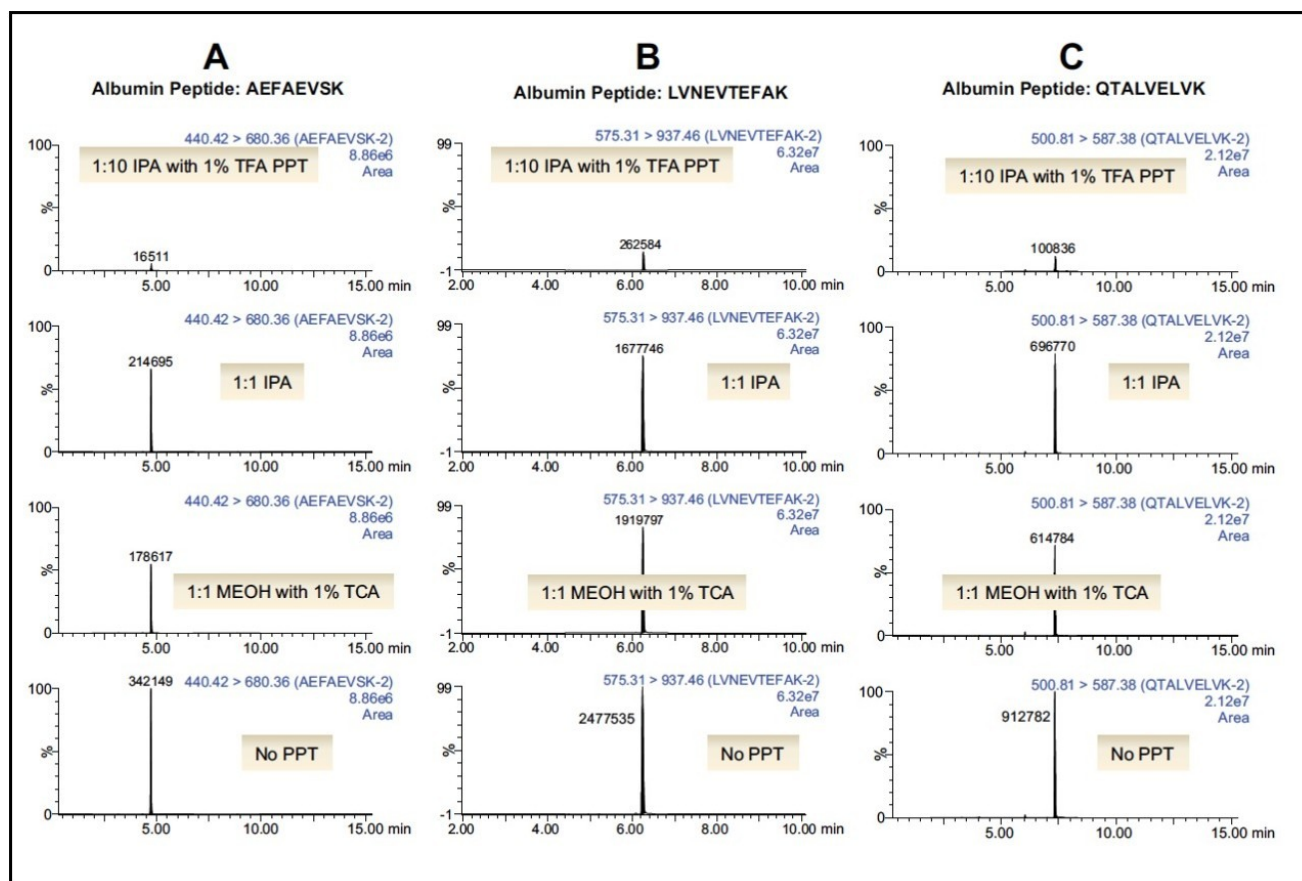 A
Albumin Peptide: AEFAEVSK
440.42 > 680.36 (AEFAEVSK-2)
8.86e6
Area
100
1:10 IPA with 1% TFA PPT
%
16511
0
5.00 10.00 15.00 min
440.42 > 680.36 (AEFAEVSK-2)
8.86e6
Area
100
214695
1:1 IPA
%
0
5.00 10.00 15.00 min
440.42 > 680.36 (AEFAEVSK-2)
8.86e6
Area
100
178617
1:1 MEOH with 1% TCA
%
0
5.00 10.00 15.00 min
440.42 > 680.36 (AEFAEVSK-2)
8.86e6
Area
100
342149
No PPT
%
0
5.00 10.00 15.00 min
B
Albumin Peptide: LVNEVTEFAK
575.31 > 937.46 (LVNEVTEFAK-2)
6.32e7
Area
99
1:10 IPA with 1% TFA PPT
%
262584
-1
2.00 4.00 6.00 8.00 10.00 min
575.31 > 937.46 (LVNEVTEFAK-2)
6.32e7
Area
99
1677746
1:1 IPA
%
-1
2.00 4.00 6.00 8.00 10.00 min
575.31 > 937.46 (LVNEVTEFAK-2)
6.32e7
Area
99
1919797
1:1 MEOH with 1% TCA
%
-1
2.00 4.00 6.00 8.00 10.00 min
575.31 > 937.46 (LVNEVTEFAK-2)
6.32e7
Area
99
2477535
No PPT
%
-1
2.00 4.00 6.00 8.00 10.00 min
C
Albumin Peptide: QTALVELVK
500.81 > 587.38 (QTALVELVK-2)
2.12e7
Area
100
1:10 IPA with 1% TFA PPT
%
100836
0
5.00 10.00 15.00 min
500.81 > 587.38 (QTALVELVK-2)
2.12e7
Area
100
696770
1:1 IPA
%
0
5.00 10.00 15.00 min
500.81 > 587.38 (QTALVELVK-2)
2.12e7
Area
100
614784
1:1 MEOH with 1% TCA
%
0
5.00 10.00 15.00 min
500.81 > 587.38 (QTALVELVK-2)
2.12e7
Area
100
912782
No PPT
%
0
5.00 10.00 15.00 min